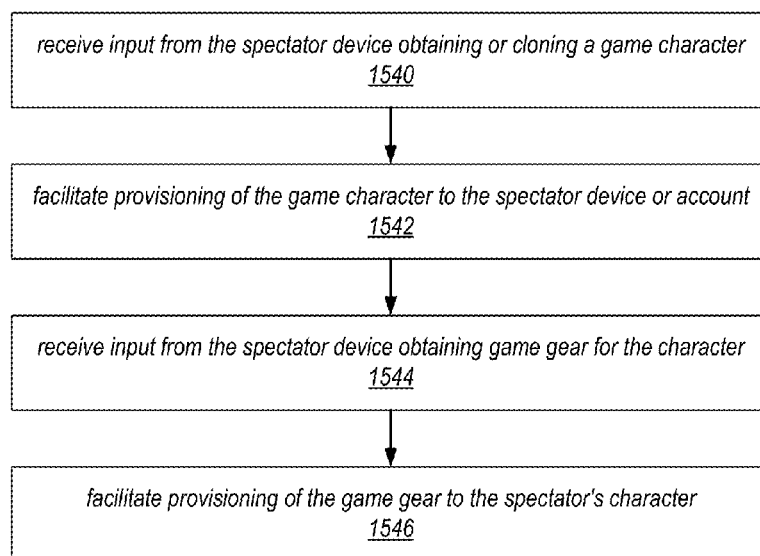 receive input from the spectator device obtaining or cloning a game character
1540
facilitate provisioning of the game character to the spectator device or account
1542
receive input from the spectator device obtaining game gear for the character
1544
facilitate provisioning of the game gear to the spectator's character
1546